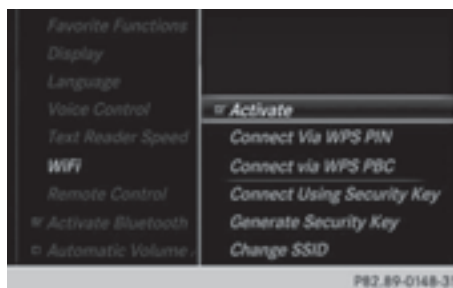 Favorite Functions
Display
Language
Voice Control
Text Reader Speed
WiFi
Remote Control
Activate Bluetooth
Automatic Volume
Activate
Connect Via WPS PIN
Connect via WPS PBC
Connect Using Security Key
Generate Security Key
Change SSID
P82.89-0148-31